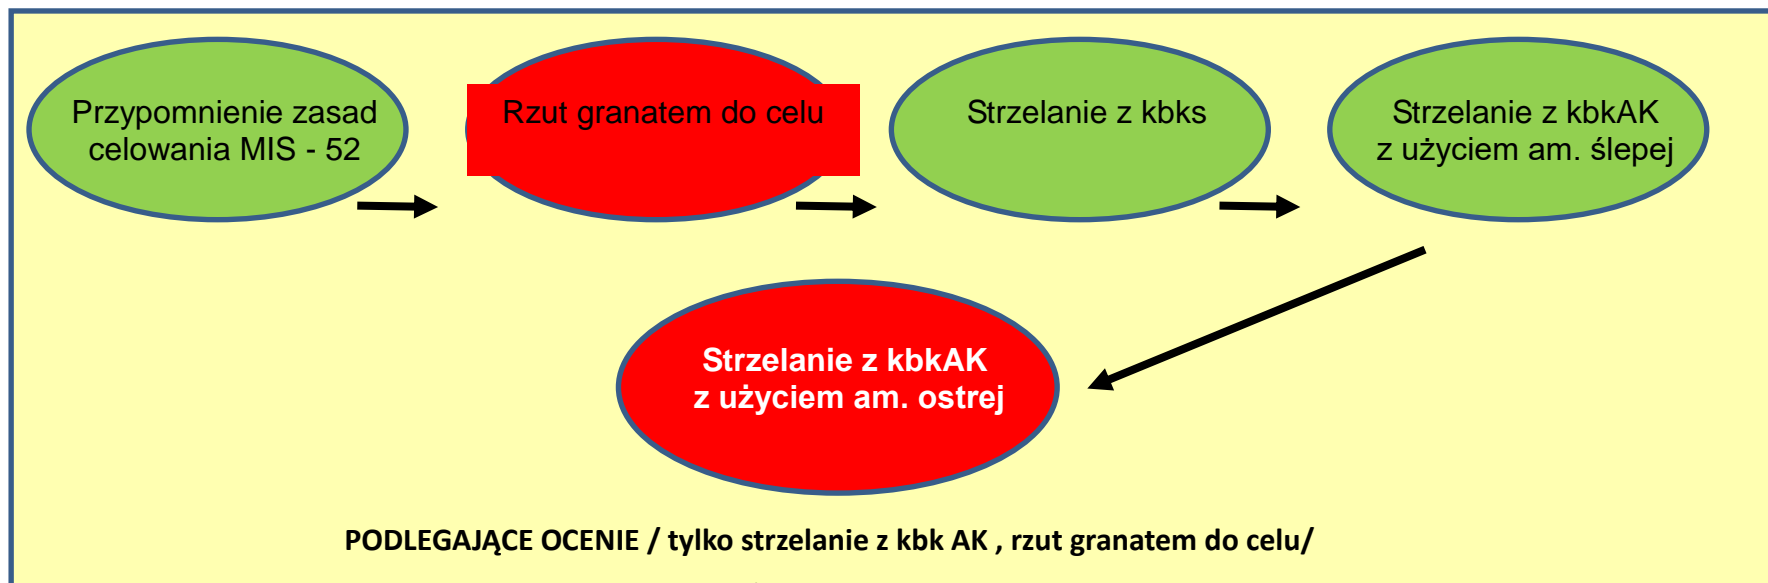 Przypomnienie zasad
celowania MIS - 52
Rzut granatem do celu
Strzelanie z kbks
Strzelanie z kbkAK
z użyciem am. ślepej
Strzelanie z kbkAK
z użyciem am. ostrej
PODLEGAJĄCE OCENIE / tylko strzelanie z kbk AK , rzut granatem do celu/